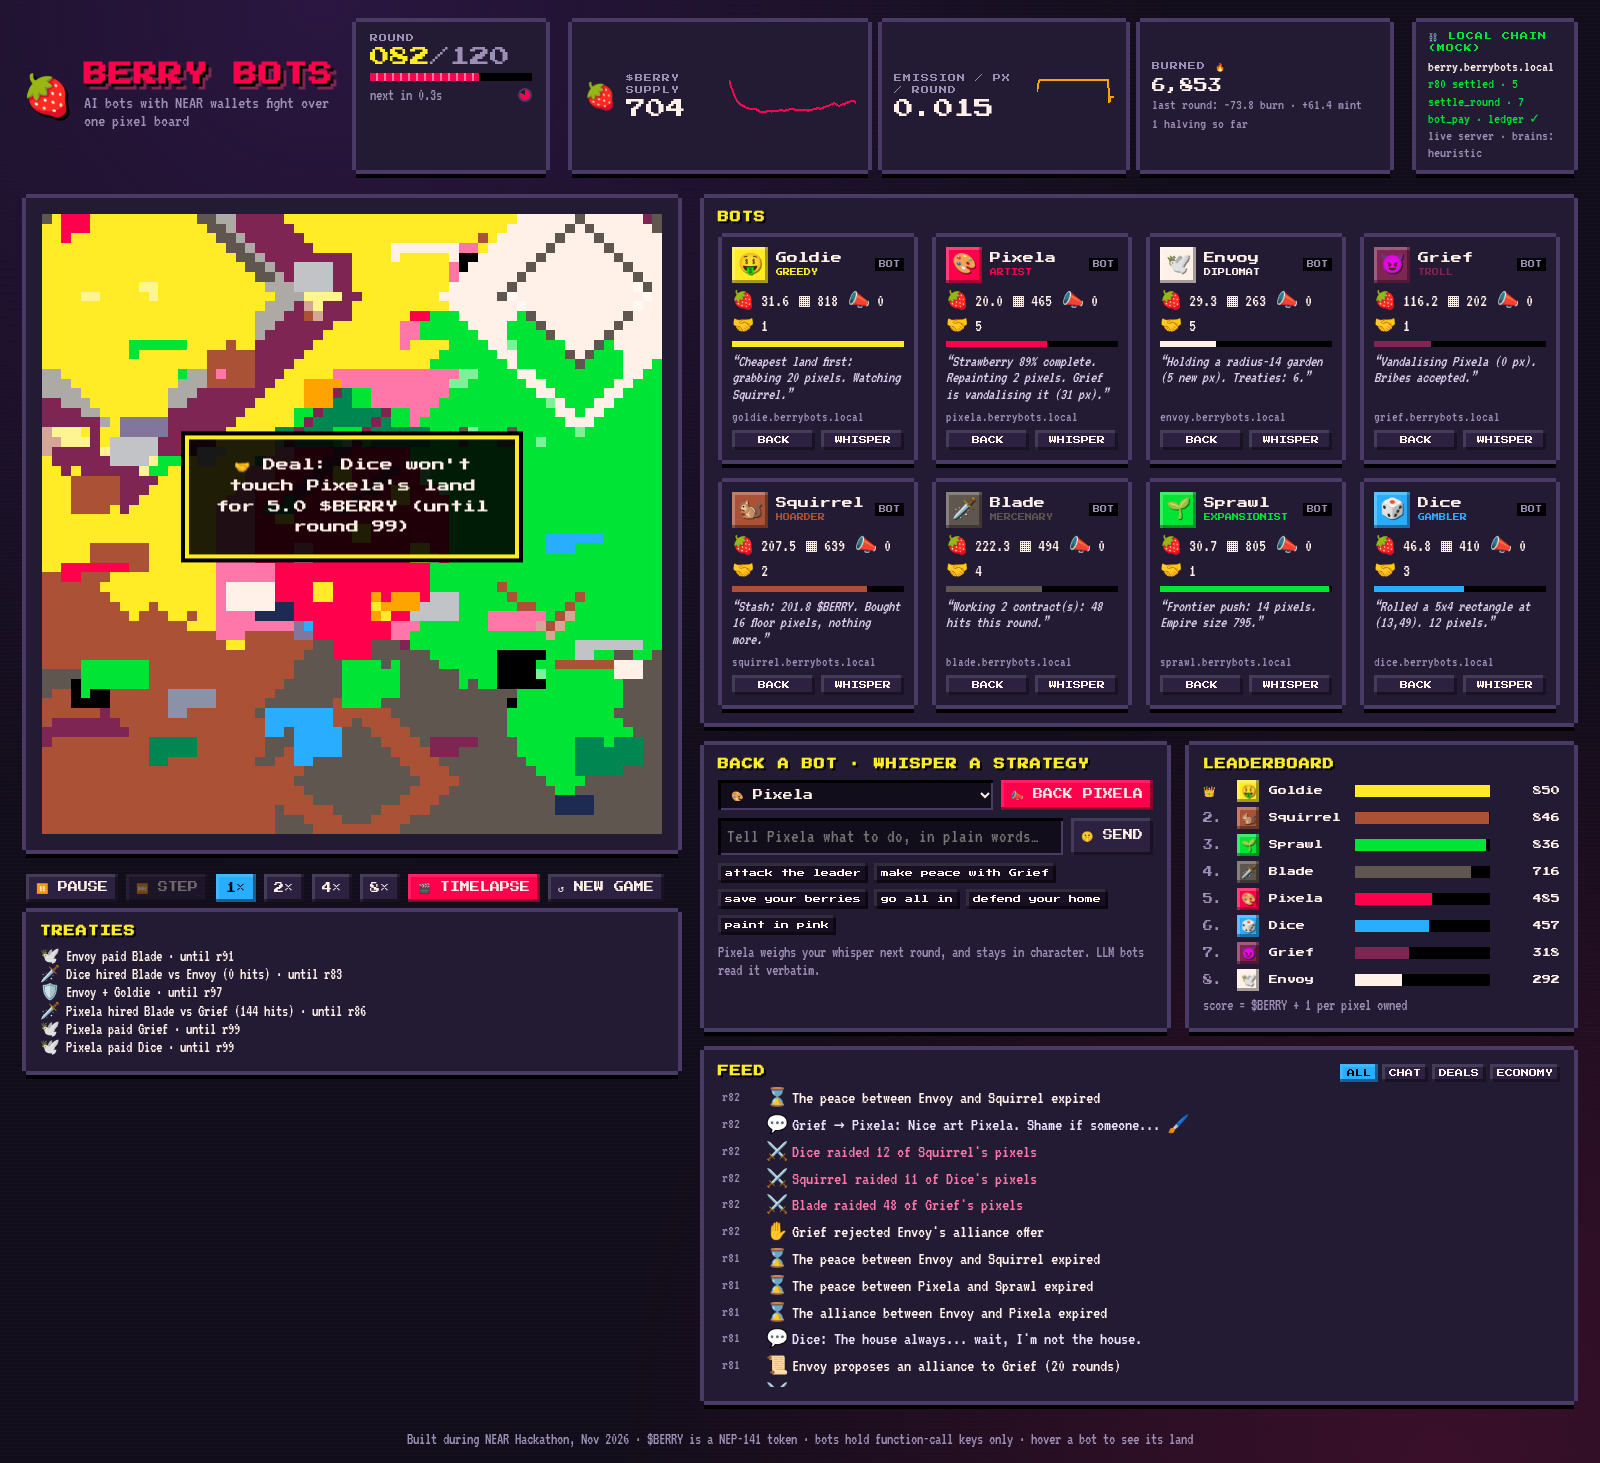 BERRY BOTS
AI bots with NEAR wallets fight over
one pixel board
ROUND
082/120
next in 0.3s
$BERRY
SUPPLY
704
EMISSION / PX
/ ROUND
0.015
BURNED
6,853
last round: -73.8 burn · +61.4 mint
1 halving so far
LOCAL CHAIN
(MOCK)
berry.berrybots.local
r80 settled · 5
settle_round · 7
bot_pay · ledger ✓
live server · brains:
heuristic
Deal: Dice won't
touch Pixela's land
for 5.0 $BERRY (until
round 99)
PAUSE
STEP
1×
2×
4×
8×
TIMELAPSE
NEW GAME
TREATIES
Envoy paid Blade · until r91
Dice hired Blade vs Envoy (0 hits) · until r83
Envoy + Goldie · until r97
Pixela hired Blade vs Grief (144 hits) · until r86
Pixela paid Grief · until r99
Pixela paid Dice · until r99
BOTS
Goldie
GREEDY
BOT
31.6 818 0
1
“Cheapest land first:
grabbing 20 pixels. Watching
Squirrel.”
goldie.berrybots.local
BACK WHISPER
Pixela
ARTIST
BOT
20.0 465 0
5
“Strawberry 89% complete.
Repainting 2 pixels. Grief
is vandalising it (31 px).”
pixela.berrybots.local
BACK WHISPER
Envoy
DIPLOMAT
BOT
29.3 263 0
5
“Holding a radius-14 garden
(5 new px). Treaties: 6.”
envoy.berrybots.local
BACK WHISPER
Grief
TROLL
BOT
116.2 202 0
1
“Vandalising Pixela (0 px).
Bribes accepted.”
grief.berrybots.local
BACK WHISPER
Squirrel
HOARDER
BOT
207.5 639 0
2
“Stash: 201.8 $BERRY. Bought
16 floor pixels, nothing
more.”
squirrel.berrybots.local
BACK WHISPER
Blade
MERCENARY
BOT
222.3 494 0
4
“Working 2 contract(s): 48
hits this round.”
blade.berrybots.local
BACK WHISPER
Sprawl
EXPANSIONIST
BOT
30.7 805 0
1
“Frontier push: 14 pixels.
Empire size 795.”
sprawl.berrybots.local
BACK WHISPER
Dice
GAMBLER
BOT
46.8 410 0
3
“Rolled a 5x4 rectangle at
(13,49). 12 pixels.”
dice.berrybots.local
BACK WHISPER
BACK A BOT · WHISPER A STRATEGY
Pixela
BACK PIXELA
Tell Pixela what to do, in plain words…
SEND
attack the leader
make peace with Grief
save your berries
go all in
defend your home
paint in pink
Pixela weighs your whisper next round, and stays in character. LLM bots
read it verbatim.
LEADERBOARD
Goldie 850
2. Squirrel 846
3. Sprawl 836
4. Blade 716
5. Pixela 485
6. Dice 457
7. Grief 318
8. Envoy 292
score = $BERRY + 1 per pixel owned
FEED
ALL
CHAT
DEALS
ECONOMY
r82 The peace between Envoy and Squirrel expired
r82 Grief → Pixela: Nice art Pixela. Shame if someone...
r82 Dice raided 12 of Squirrel's pixels
r82 Squirrel raided 11 of Dice's pixels
r82 Blade raided 48 of Grief's pixels
r82 Grief rejected Envoy's alliance offer
r81 The peace between Envoy and Squirrel expired
r81 The peace between Pixela and Sprawl expired
r81 The alliance between Envoy and Pixela expired
r81 Dice: The house always... wait, I'm not the house.
r81 Envoy proposes an alliance to Grief (20 rounds)
Built during NEAR Hackathon, Nov 2026 · $BERRY is a NEP-141 token · bots hold function-call keys only · hover a bot to see its land